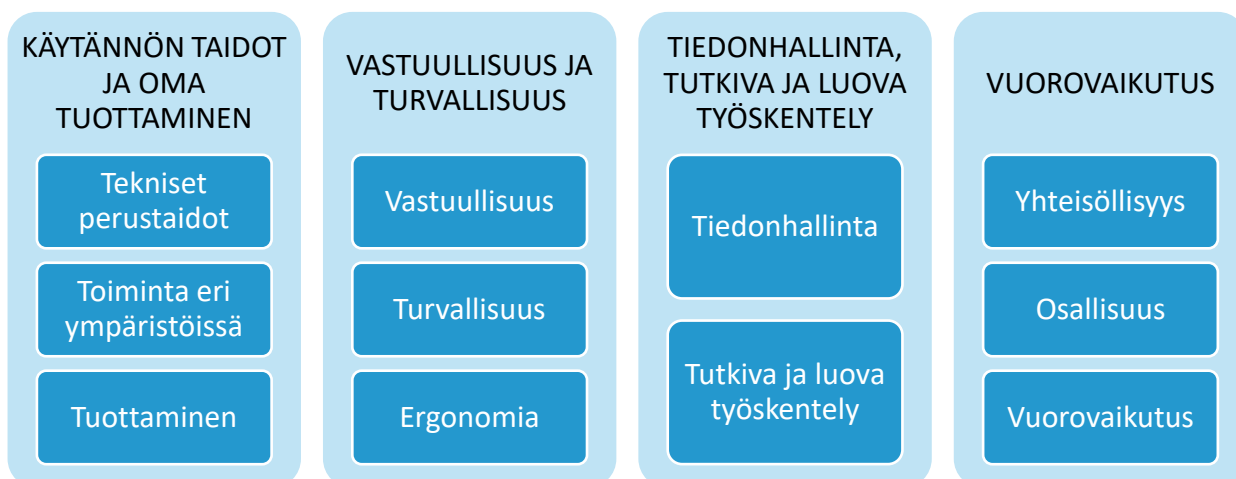 KÄYTÄNNÖN TAIDOT
JA OMA
TUOTTAMINEN
Tekniset
perustaidot
Toiminta eri
ympäristöissä
Tuottaminen
VASTUULLISUUS JA
TURVALLISUUS
Vastuullisuus
Turvallisuus
Ergonomia
TIEDONHALLINTA,
TUTKIVA JA LUOVA
TYÖSKENTELY
Tiedonhallinta
Tutkiva ja luova
työskentely
VUOROVAIKUTUS
Yhteisöllisyys
Osallisuus
Vuorovaikutus